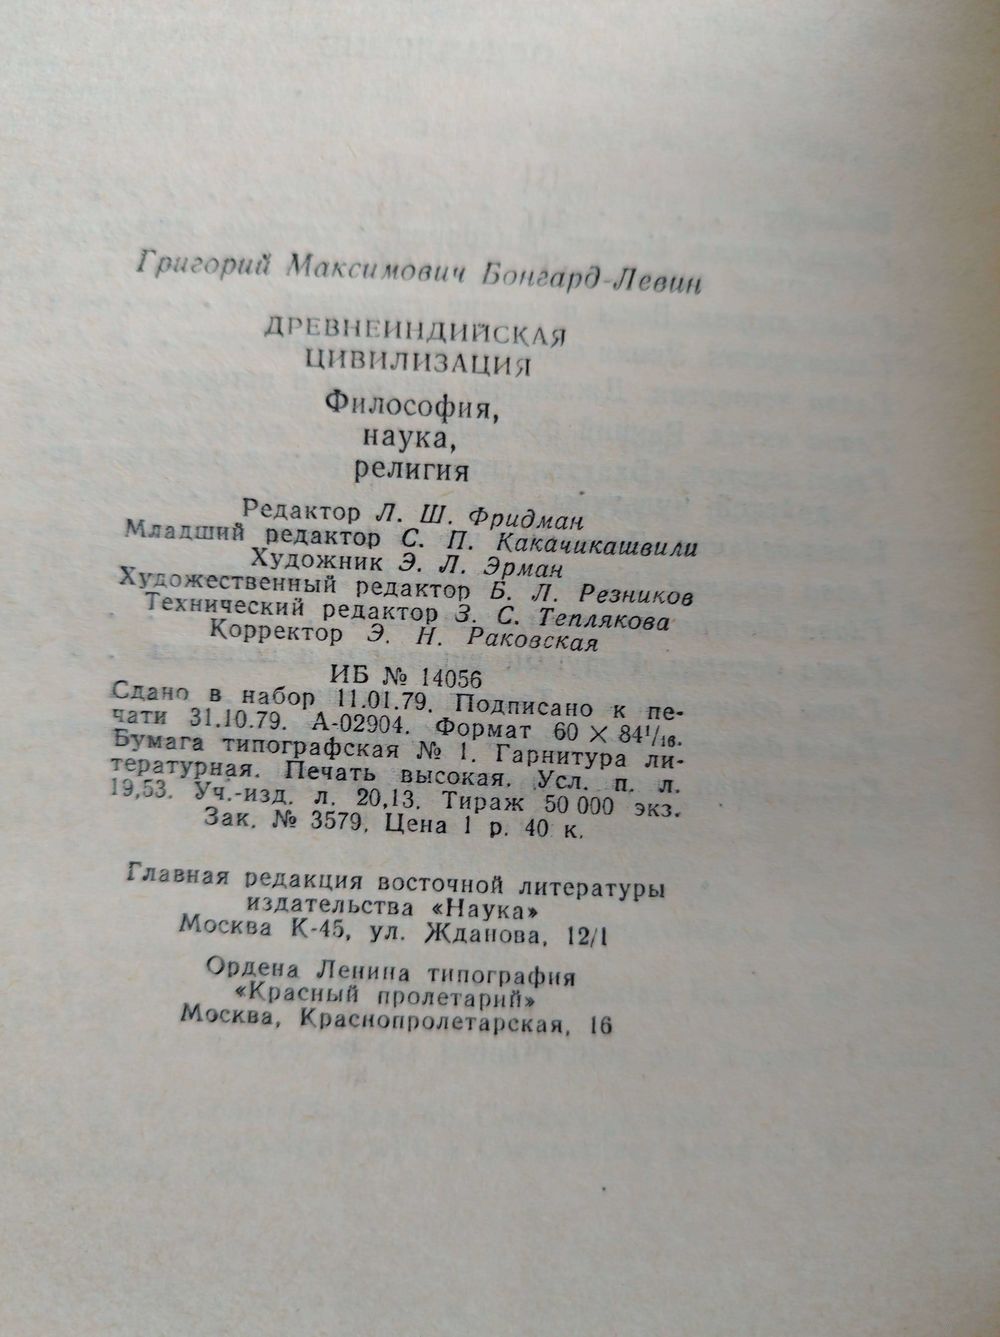 Григорий Максимович Бонгард-Левин
ДРЕВНЕИНДИЙСКАЯ
ЦИВИЛИЗАЦИЯ
Философия,
наука,
религия
Редактор Л. Ш. Фридман
Младший редактор С. П. Какачикашвили
Художник Э. Л. Эрман
Художественный редактор Б. Л. Резников
Технический редактор З. С. Теплякова
Корректор Э. Н. Раковская
ИБ № 14056
Сдано в набор 11.01.79. Подписано к пе-
чати 31.10.79. А-02904. Формат 60 × 84¹/₁₆.
Бумага типографская № 1. Гарнитура ли-
тературная. Печать высокая. Усл. п. л.
19,53. Уч.-изд. л. 20,13. Тираж 50 000 экз.
Зак. № 3579. Цена 1 р. 40 к.
Главная редакция восточной литературы
издательства «Наука»
Москва К-45, ул. Жданова, 12/1
Ордена Ленина типография
«Красный пролетарий»
Москва, Краснопролетарская, 16